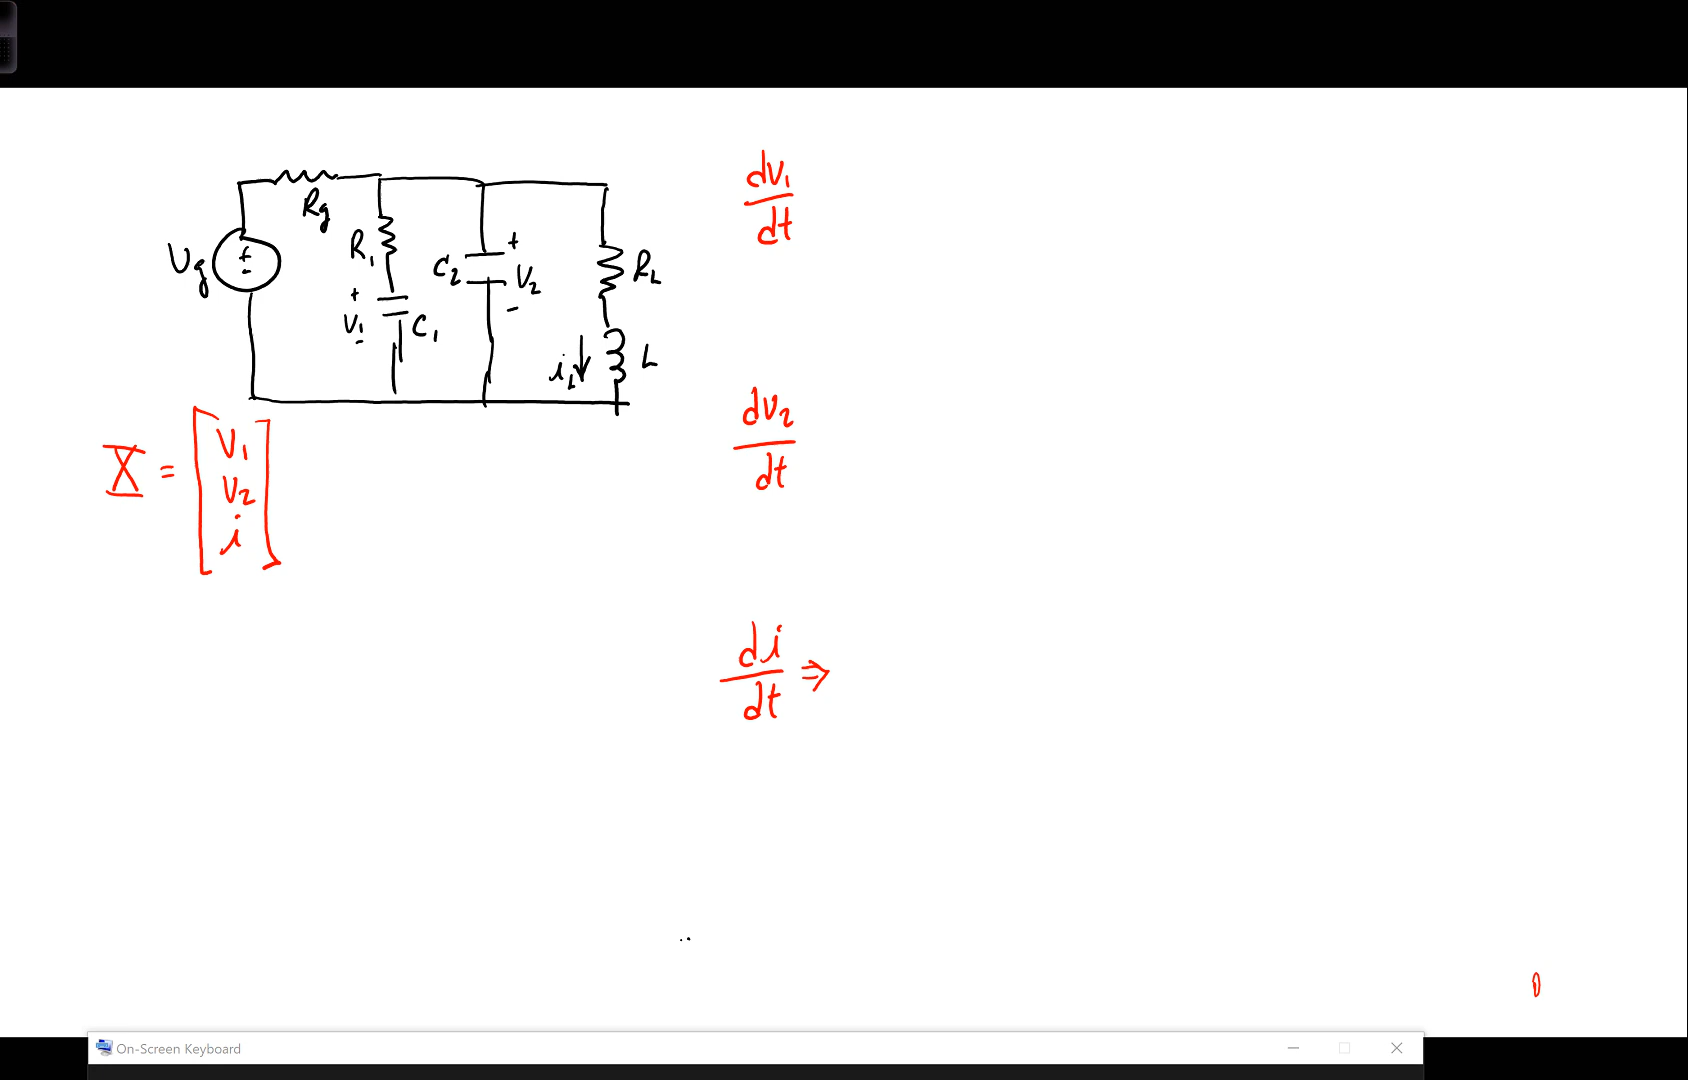 Rg
Vg
+
-
R1
+
V1
-
C1
C2
+
V2
-
RL
iL
L
X = [V1
V2
i]
dv1
dt
dv2
dt
di ⇒
dt
0
On-Screen Keyboard